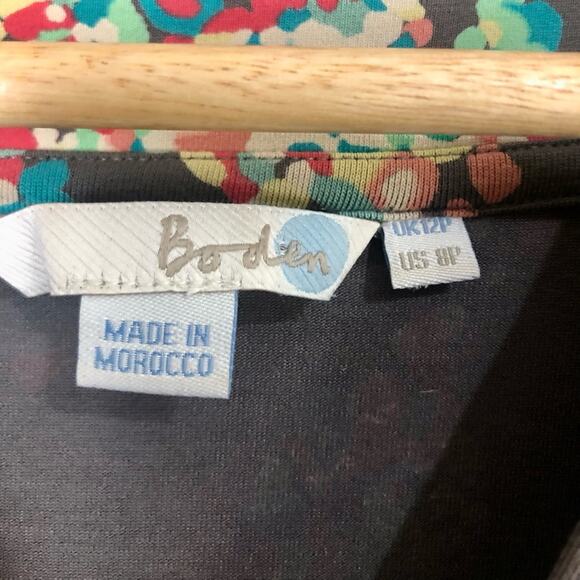 Boden
UK12P
US 8P
MADE IN
MOROCCO